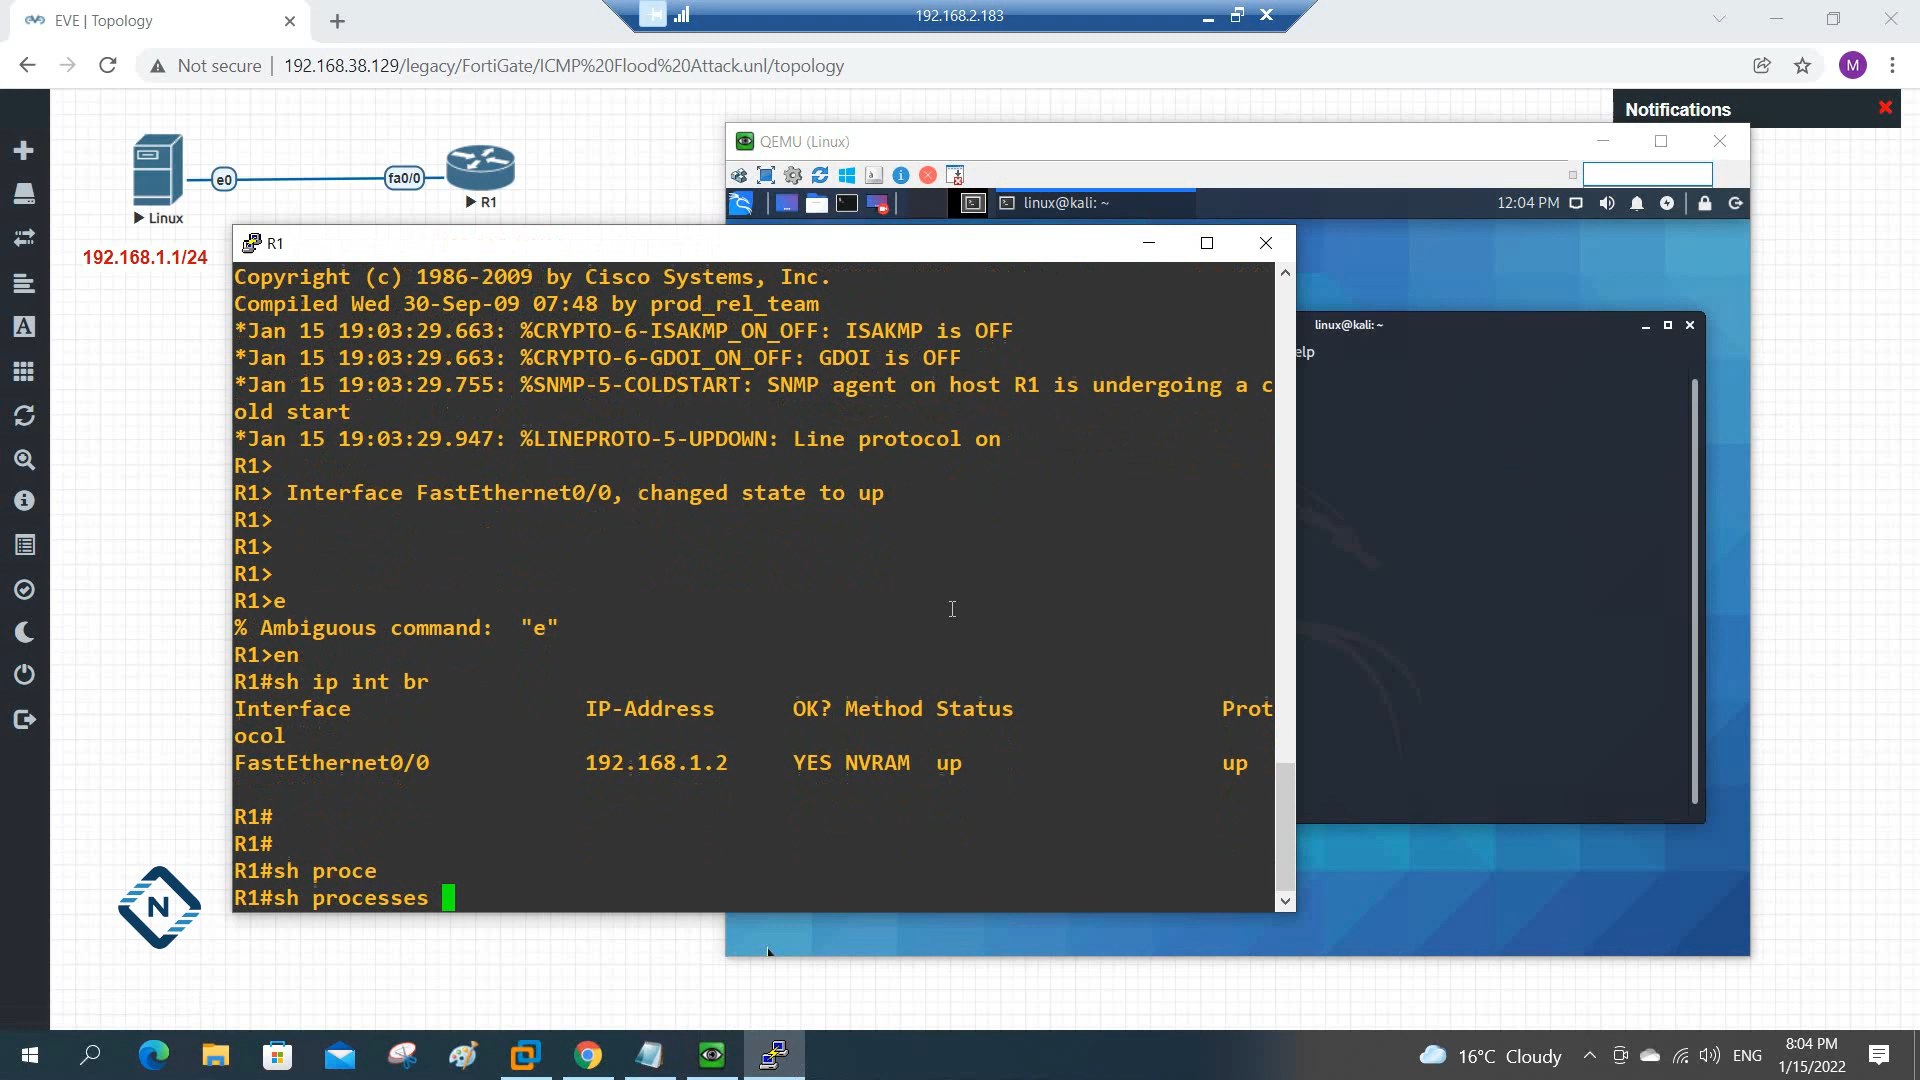 EVE | Topology
192.168.2.183
Not secure
192.168.38.129/legacy/FortiGate/ICMP%20Flood%20Attack.unl/topology
M
Notifications
e0
fa0/0
Linux
R1
192.168.1.1/24
QEMU (Linux)
linux@kali: ~
12:04 PM
R1
Copyright (c) 1986-2009 by Cisco Systems, Inc.
Compiled Wed 30-Sep-09 07:48 by prod_rel_team
*Jan 15 19:03:29.663: %CRYPTO-6-ISAKMP_ON_OFF: ISAKMP is OFF
*Jan 15 19:03:29.663: %CRYPTO-6-GDOI_ON_OFF: GDOI is OFF
*Jan 15 19:03:29.755: %SNMP-5-COLDSTART: SNMP agent on host R1 is undergoing a c
old start
*Jan 15 19:03:29.947: %LINEPROTO-5-UPDOWN: Line protocol on
R1>
R1> Interface FastEthernet0/0, changed state to up
R1>
R1>
R1>
R1>e
% Ambiguous command:  "e"
R1>en
R1#sh ip int br
Interface IP-Address OK? Method Status Prot
ocol
FastEthernet0/0 192.168.1.2 YES NVRAM up up
R1#
R1#
R1#sh proce
R1#sh processes
linux@kali: ~
elp
N
16°C Cloudy
ENG
8:04 PM
1/15/2022